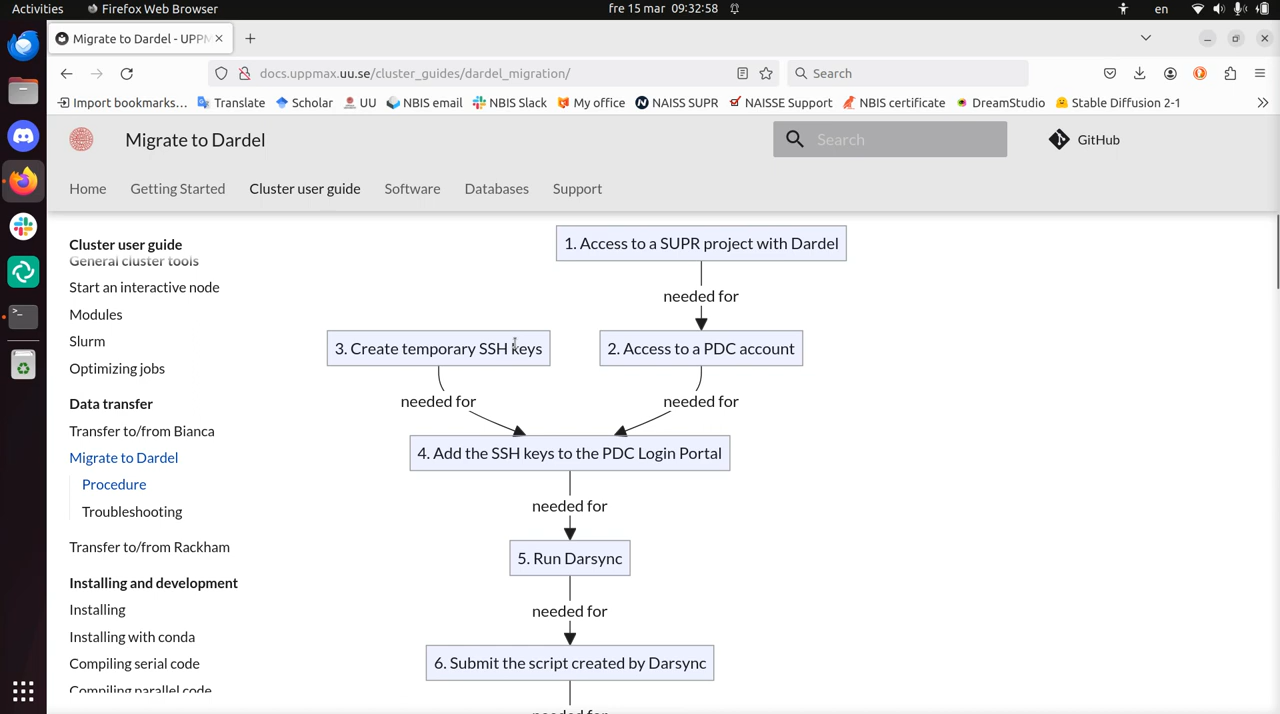 Activities
Firefox Web Browser
fre 15 mar 09:32:58
en
Migrate to Dardel - UPPM
docs.uppmax.uu.se/cluster_guides/dardel_migration/
Search
Import bookmarks...
Translate
Scholar
UU
NBIS email
NBIS Slack
My office
NAISS SUPR
NAISSE Support
NBIS certificate
DreamStudio
Stable Diffusion 2-1
Migrate to Dardel
Search
GitHub
Home
Getting Started
Cluster user guide
Software
Databases
Support
Cluster user guide
General cluster tools
Start an interactive node
Modules
Slurm
Optimizing jobs
Data transfer
Transfer to/from Bianca
Migrate to Dardel
Procedure
Troubleshooting
Transfer to/from Rackham
Installing and development
Installing
Installing with conda
Compiling serial code
Compiling parallel code
1. Access to a SUPR project with Dardel
needed for
3. Create temporary SSH keys
2. Access to a PDC account
needed for
needed for
4. Add the SSH keys to the PDC Login Portal
needed for
5. Run Darsync
needed for
6. Submit the script created by Darsync
needed for